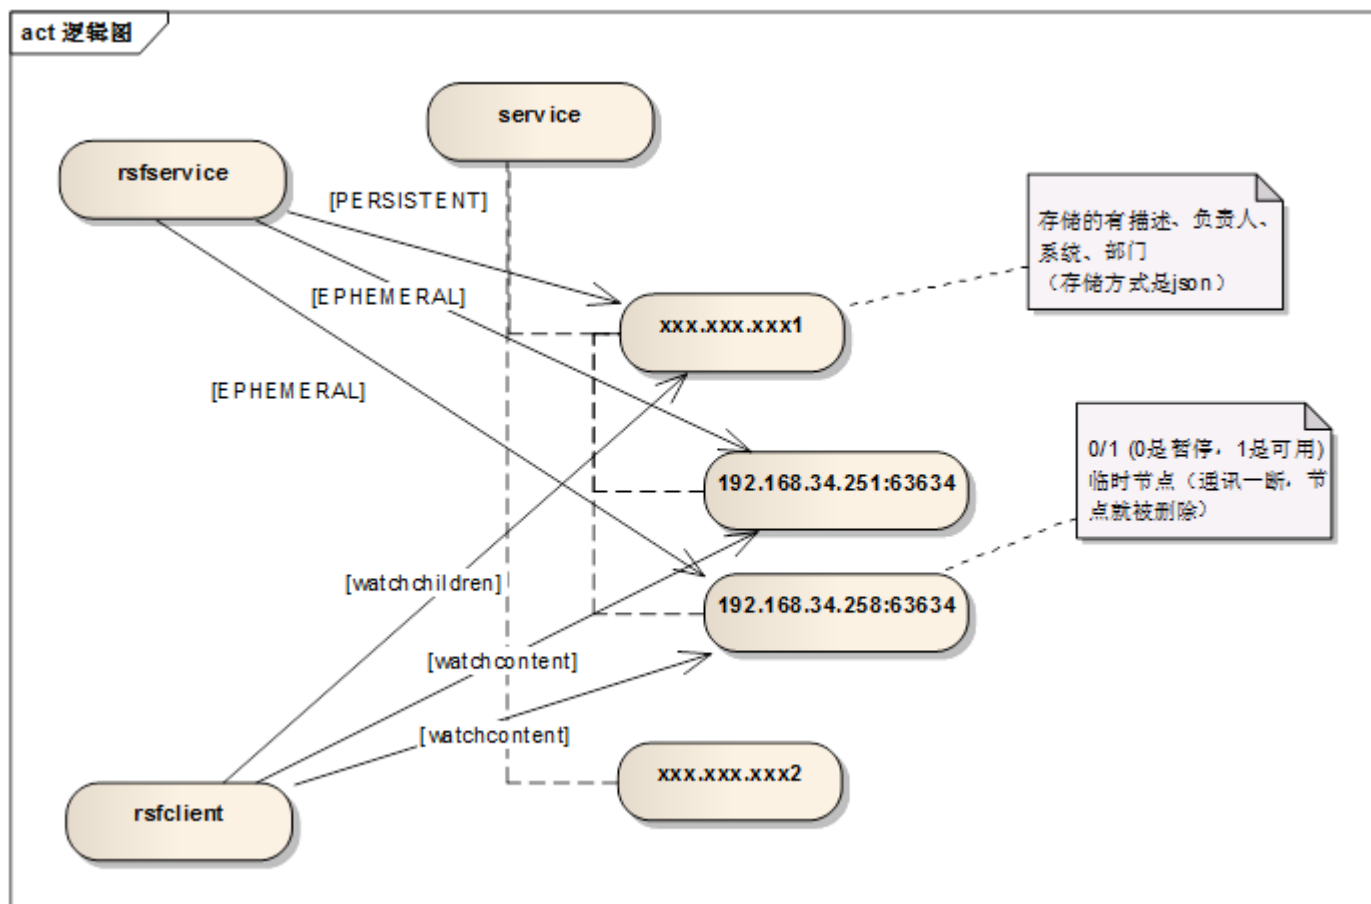 act 逻辑图
service
rsfservice
[PERSISTENT]
存储的有描述、负责人、
系统、部门
（存储方式是json）
[EPHEMERAL]
xxx.xxx.xxx1
[EPHEMERAL]
0/1 (0是暂停，1是可用)
临时节点（通讯一断，节
点就被删除）
192.168.34.251:63634
[watchchildren]
192.168.34.258:63634
[watchcontent]
[watchcontent]
xxx.xxx.xxx2
rsfclient